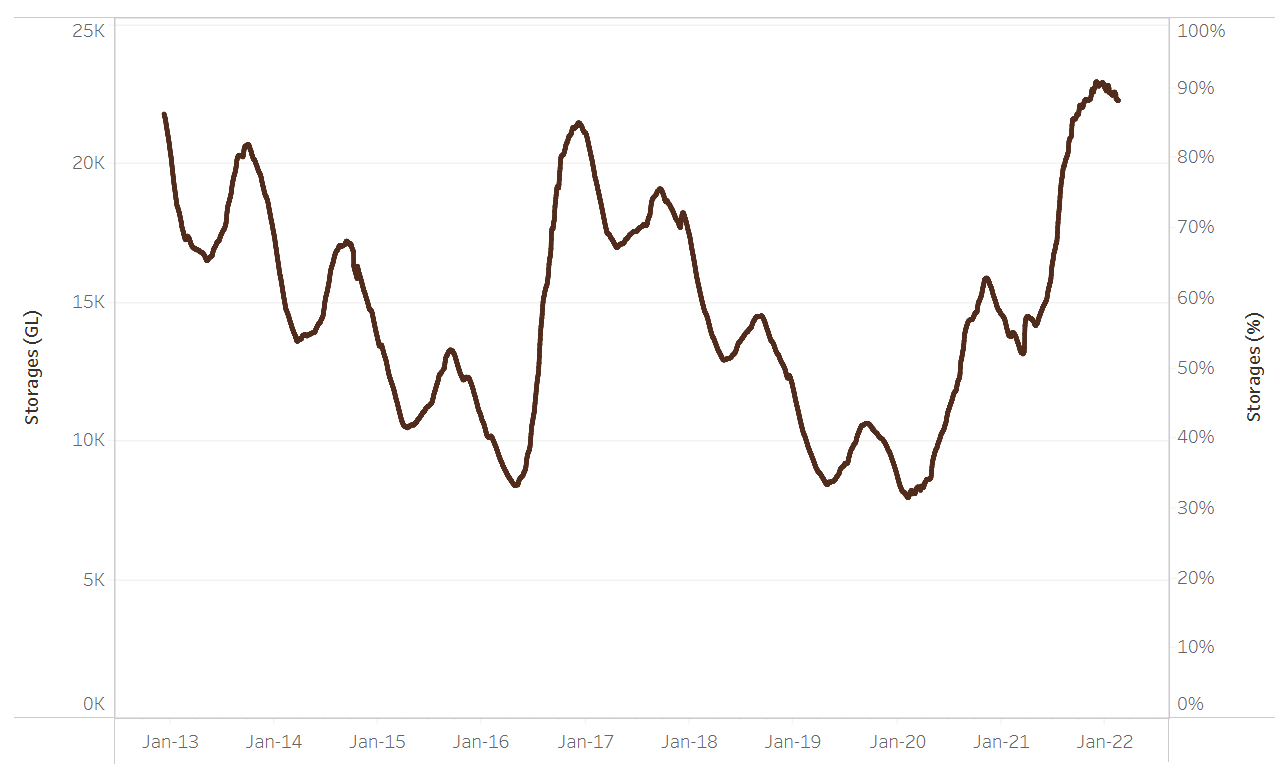 25K
20K
15K
10K
5K
0K
Storages (GL)
100%
90%
80%
70%
60%
50%
40%
30%
20%
10%
0%
Storages (%)
Jan-13 Jan-14 Jan-15 Jan-16 Jan-17 Jan-18 Jan-19 Jan-20 Jan-21 Jan-22